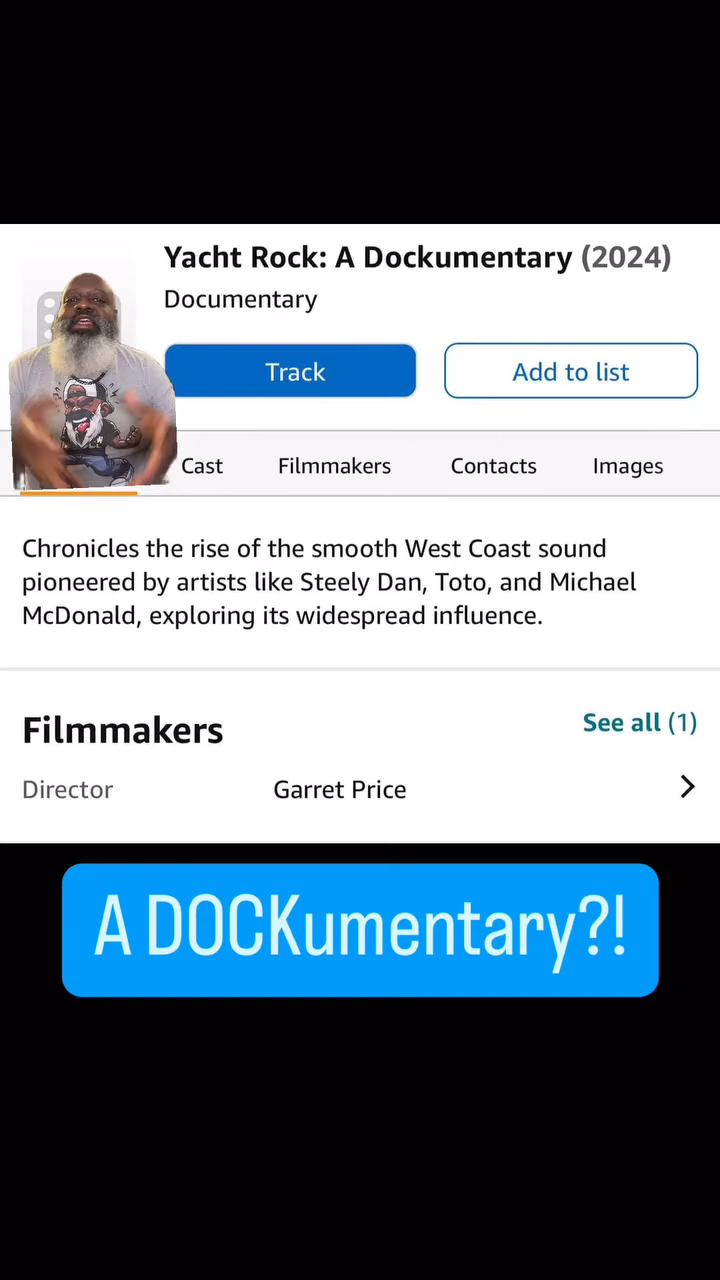 Yacht Rock: A Dockumentary (2024)
Documentary
Track
Add to list
Cast
Filmmakers
Contacts
Images
Chronicles the rise of the smooth West Coast sound
pioneered by artists like Steely Dan, Toto, and Michael
McDonald, exploring its widespread influence.
Filmmakers
See all (1)
Director
Garret Price
A DOCKumentary?!